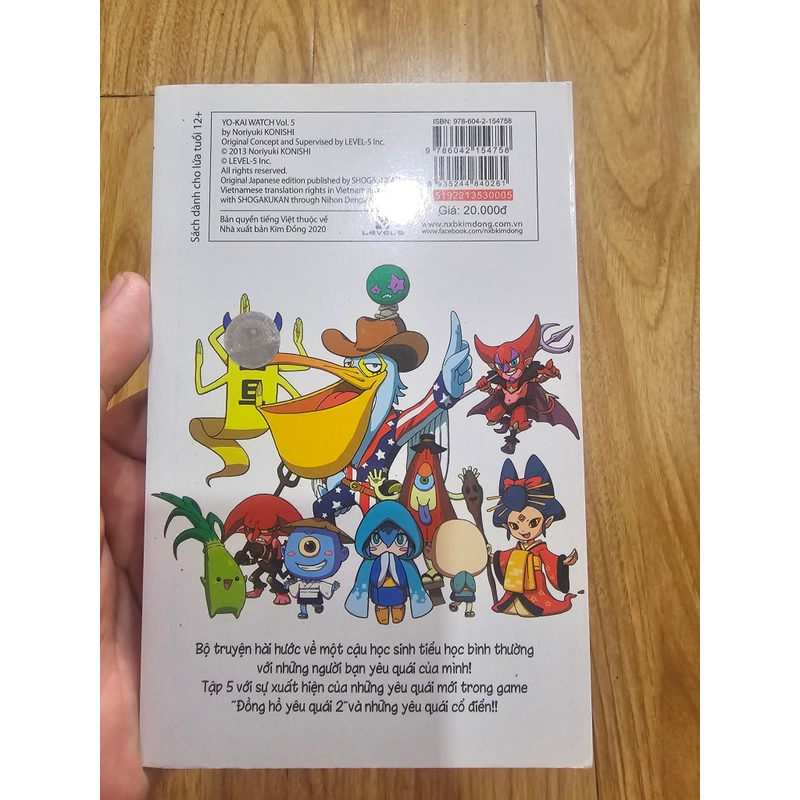 Sách dành cho lứa tuổi 12+
YO-KAI WATCH Vol. 5
by Noriyuki KONISHI
Original Concept and Supervised by LEVEL-5 Inc.
© 2013 Noriyuki KONISHI
© LEVEL-5 Inc.
All rights reserved.
Original Japanese edition published by
Vietnamese translation rights in Vietnam
with SHOGAKUKAN through Nihon
Bản quyền tiếng Việt thuộc về
Nhà xuất bản Kim Đồng 2020
LEVEL5
ISBN: 978-604-2-154758
9 786042 154758
8 935244 840261
5192213530005
Giá: 20.000đ
www.nxbkimdong.com.vn
www.facebook.com/nxbkimdong
Bộ truyện hài hước về một cậu học sinh tiểu học bình thường
với những người bạn yêu quái của mình!
Tập 5 với sự xuất hiện của những yêu quái mới trong game
"Đồng hồ yêu quái 2" và những yêu quái cổ điển!!